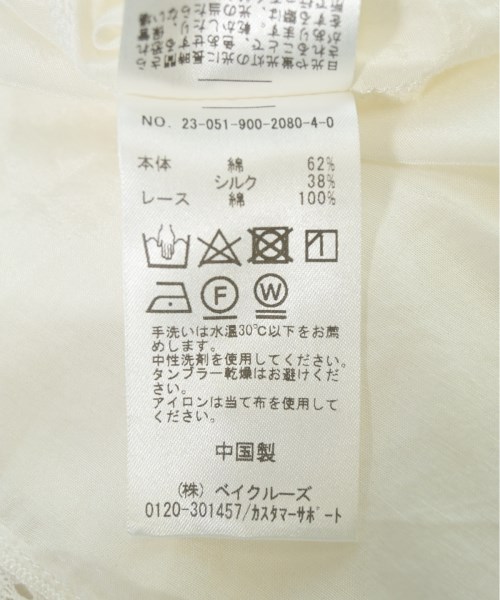 NO. 23-051-900-2080-4-0
本体 綿 62%
シルク 38%
レース 綿 100%
F W
手洗いは水温30℃以下をお薦
めします。
中性洗剤を使用してください。
タンブラー乾燥はお避けくださ
い。
アイロンは当て布を使用して
ください。
中国製
(株) ベイクルーズ
0120-301457/カスタマーサポート